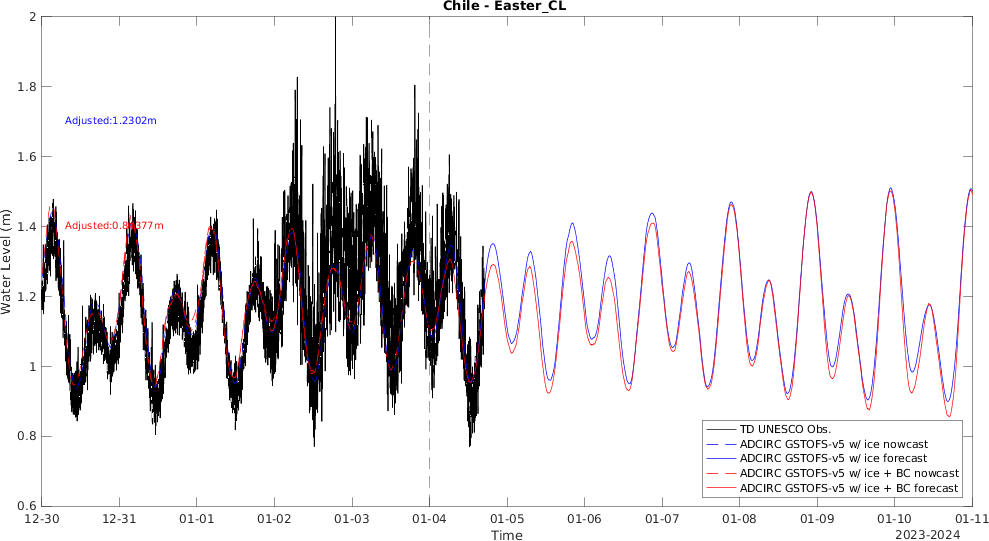 Chile - Easter_CL
2
1.8
1.6
1.4
1.2
1
0.8
0.6
Water Level (m)
Adjusted:1.2302m
Adjusted:0.84377m
TD UNESCO Obs.
ADCIRC GSTOFS-v5 w/ ice nowcast
ADCIRC GSTOFS-v5 w/ ice forecast
ADCIRC GSTOFS-v5 w/ ice + BC nowcast
ADCIRC GSTOFS-v5 w/ ice + BC forecast
12-30 12-31 01-01 01-02 01-03 01-04 01-05 01-06 01-07 01-08 01-09 01-10 01-11
Time
2023-2024